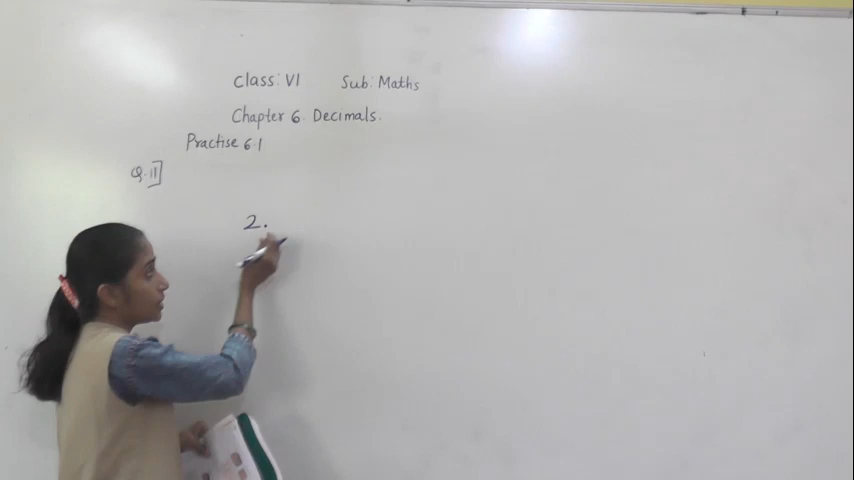 Class: VI Sub: Maths
Chapter 6. Decimals.
Practise 6.1
Q.11]
2.